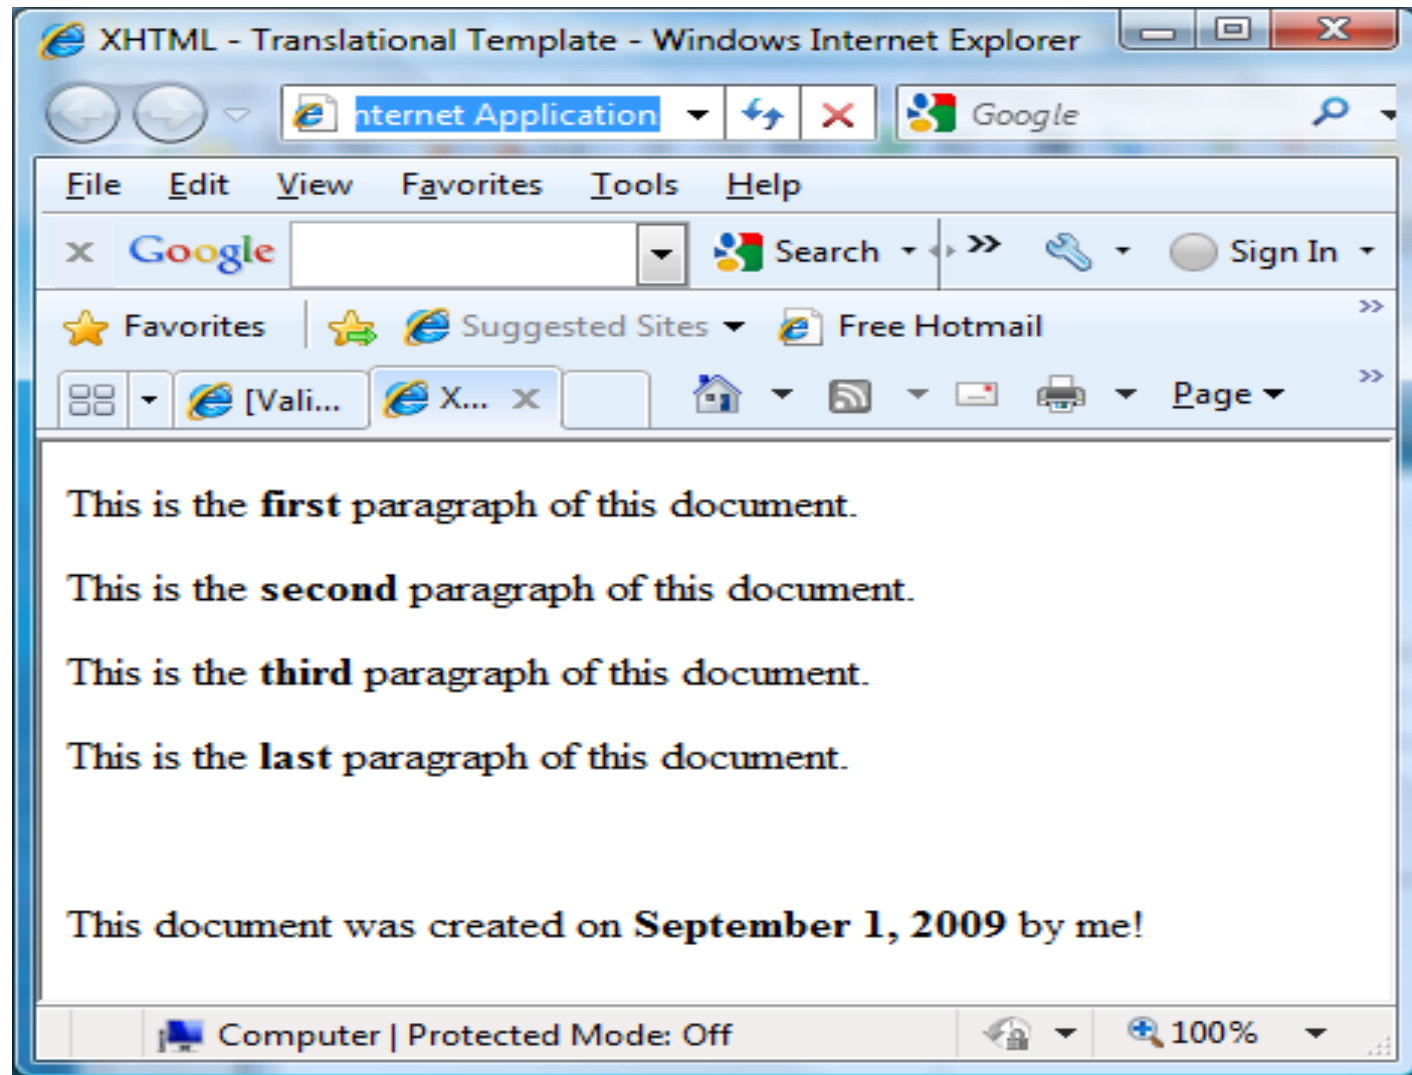 XHTML - Translational Template - Windows Internet Explorer
nternet Application Google
File Edit View Favorites Tools Help
x Google Search >> Sign In
Favorites Suggested Sites Free Hotmail >>
[Vali... X... x Page >>
This is the first paragraph of this document.
This is the second paragraph of this document.
This is the third paragraph of this document.
This is the last paragraph of this document.
This document was created on September 1, 2009 by me!
Computer | Protected Mode: Off 100%